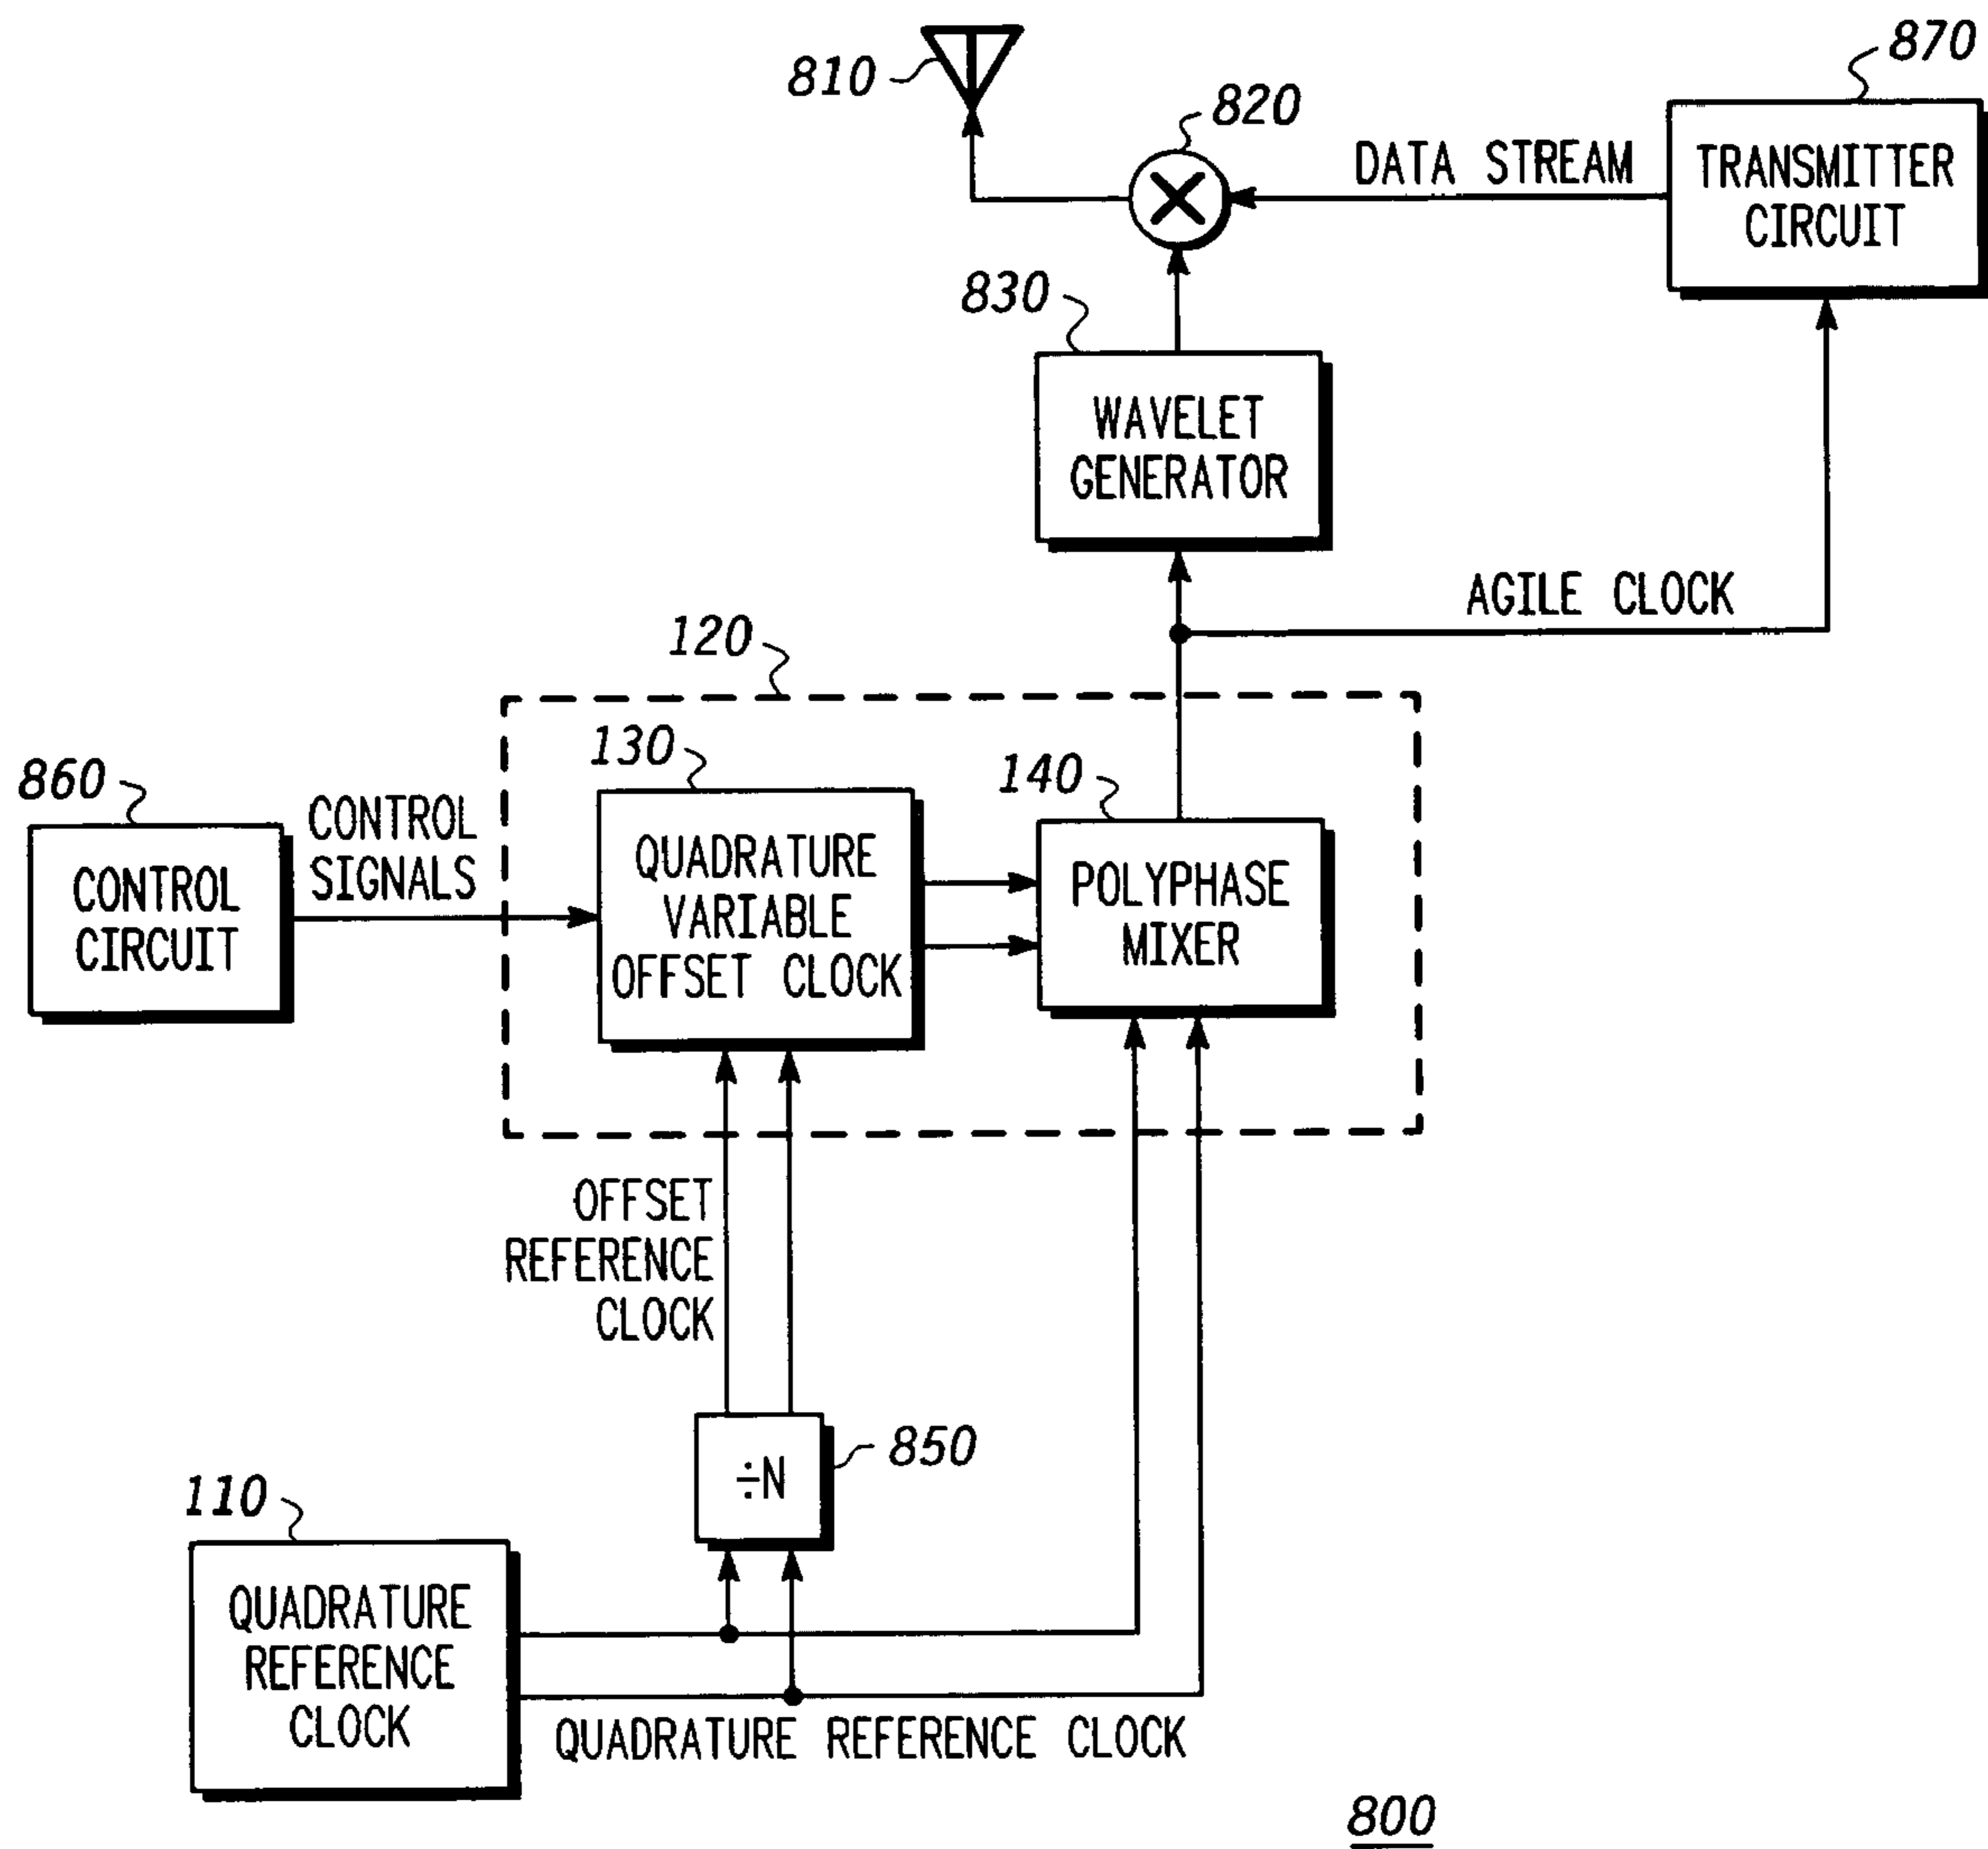 810
820
870
DATA STREAM
TRANSMITTER
CIRCUIT
830
WAVELET
GENERATOR
AGILE CLOCK
120
130
140
860
CONTROL
SIGNALS
CONTROL
CIRCUIT
QUADRATURE
VARIABLE
OFFSET CLOCK
POLYPHASE
MIXER
OFFSET
REFERENCE
CLOCK
÷N
850
110
QUADRATURE
REFERENCE
CLOCK
QUADRATURE REFERENCE CLOCK
800